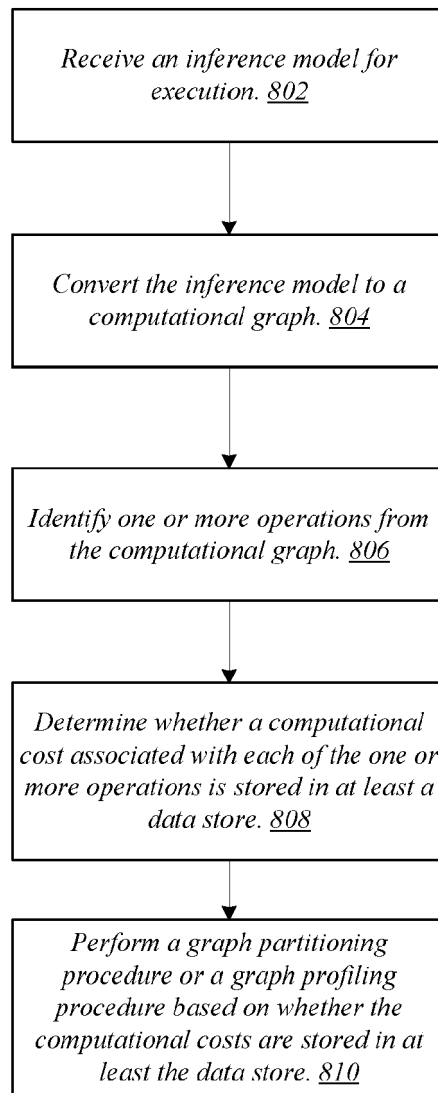 Receive an inference model for
execution. 802
Convert the inference model to a
computational graph. 804
Identify one or more operations from
the computational graph. 806
Determine whether a computational
cost associated with each of the one or
more operations is stored in at least a
data store. 808
Perform a graph partitioning
procedure or a graph profiling
procedure based on whether the
computational costs are stored in at
least the data store. 810